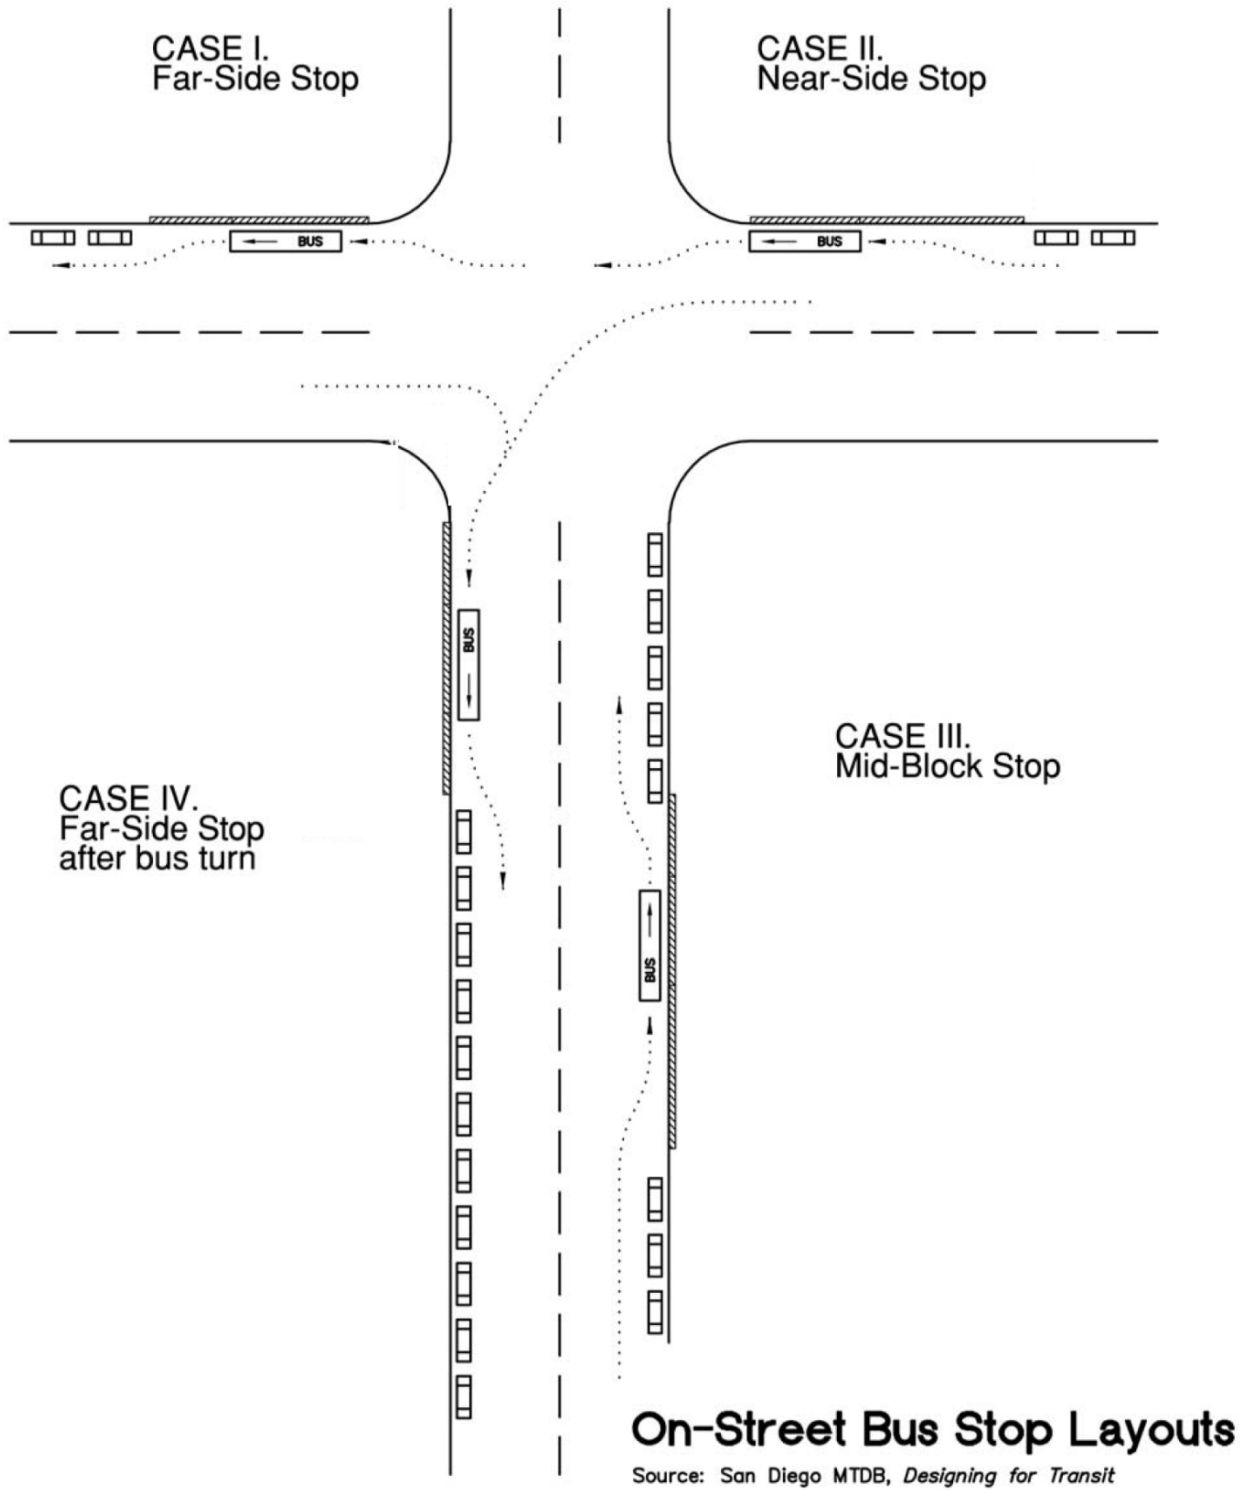 CASE I.
Far-Side Stop
CASE II.
Near-Side Stop
BUS
BUS
BUS
CASE III.
Mid-Block Stop
CASE IV.
Far-Side Stop
after bus turn
BUS
On-Street Bus Stop Layouts
Source: San Diego MTDB, Designing for Transit